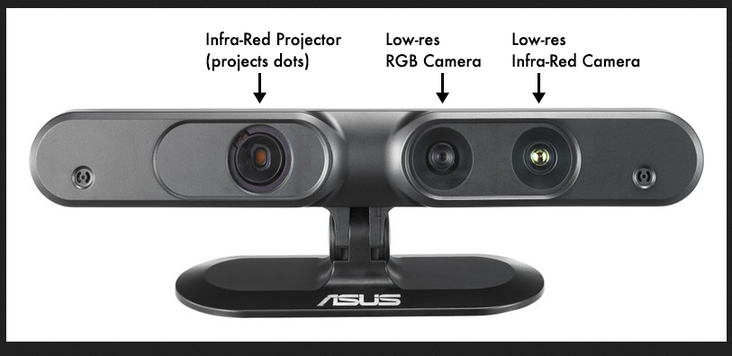 Infra-Red Projector
(projects dots)
Low-res
RGB Camera
Low-res
Infra-Red Camera
ASUS